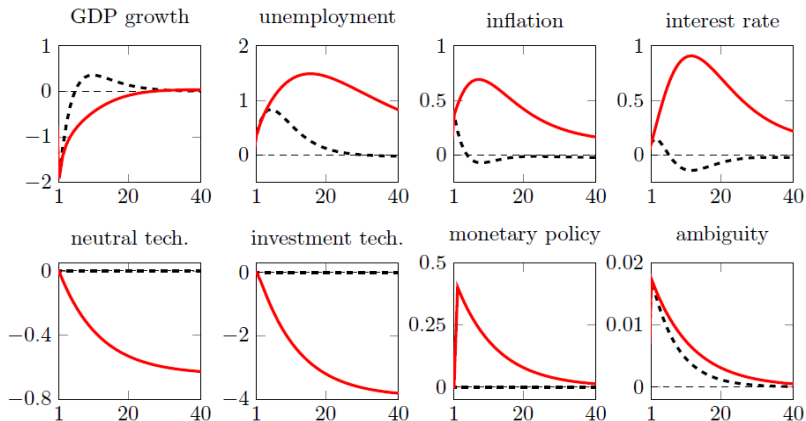 GDP growth unemployment inflation interest rate
1 2 1 1
0 1 0.5 0.5
−1 0 0 0
−2
1 20 40 1 20 40 1 20 40 1 20 40
neutral tech. investment tech. monetary policy ambiguity
0 0 0.5 0.02
−0.4 −2 0.25 0.01
−0.8 −4 0 0
1 20 40 1 20 40 1 20 40 1 20 40